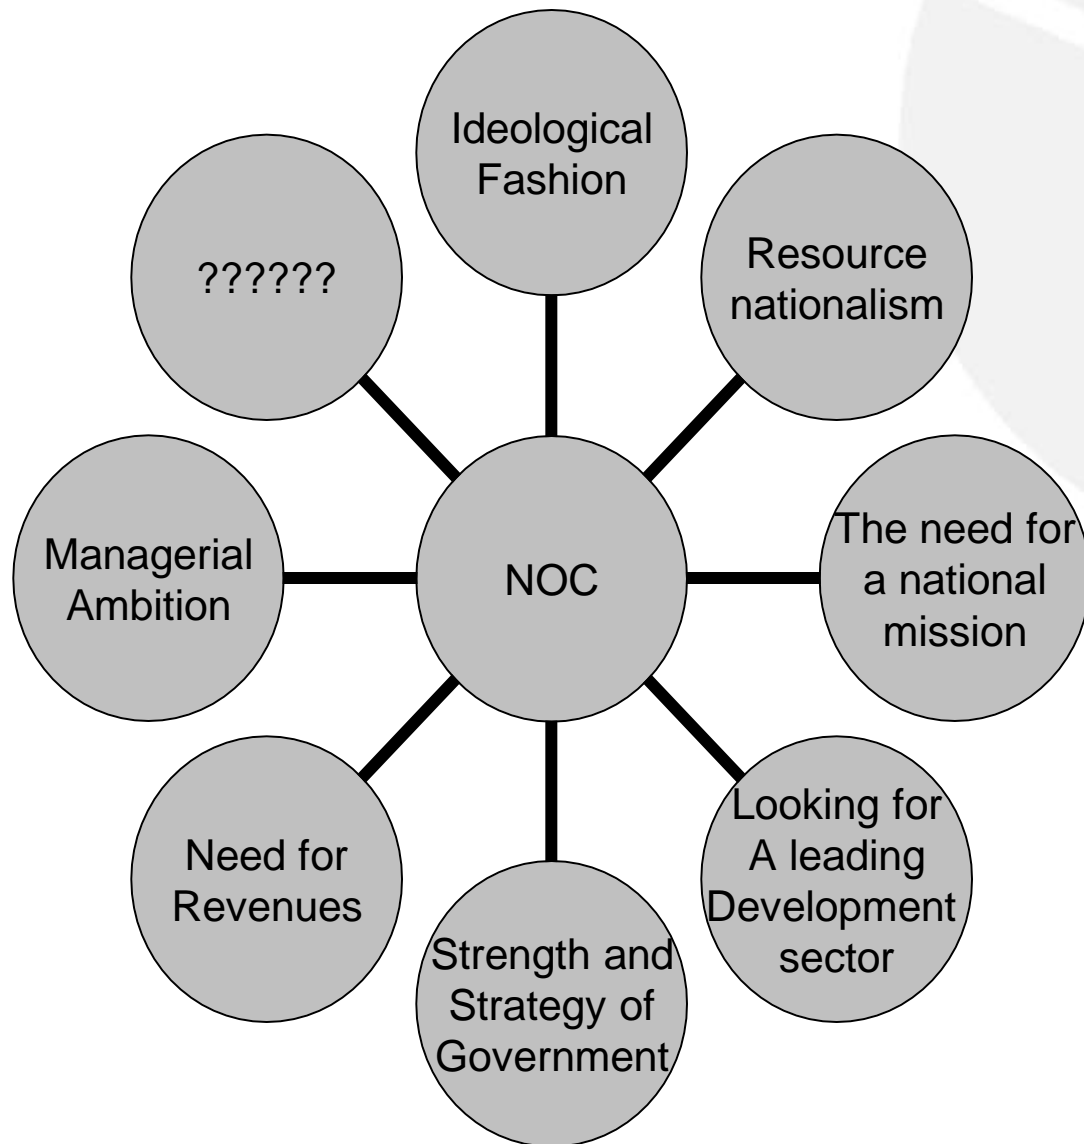 Ideological
Fashion
??????
Resource
nationalism
Managerial
Ambition
NOC
The need for
a national
mission
Need for
Revenues
Looking for
A leading
Development
sector
Strength and
Strategy of
Government